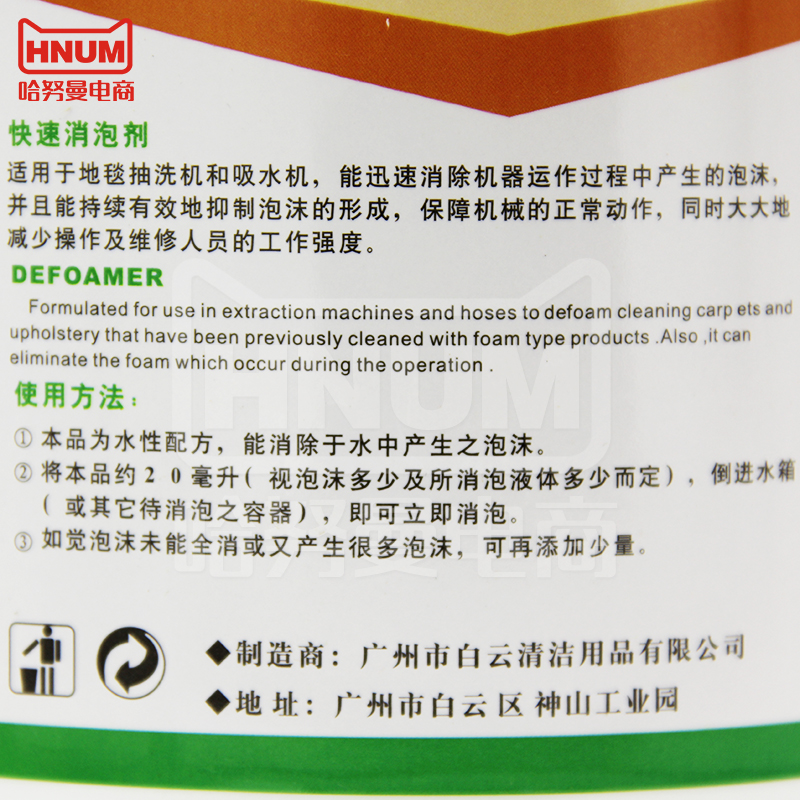 HNUM
哈努曼电商
快速消泡剂
适用于地毯抽洗机和吸水机，能迅速消除机器运作过程中产生的泡沫，
并且能持续有效地抑制泡沫的形成，保障机械的正常动作，同时大大地
减少操作及维修人员的工作强度。
DEFOAMER
Formulated for use in extraction machines and hoses to defoam cleaning carp ets and
upholstery that have been previously cleaned with foam type products .Also ,it can
eliminate the foam which occur during the operation .
使用方法：
① 本品为水性配方，能消除于水中产生之泡沫。
② 将本品约20毫升（视泡沫多少及所消泡液体多少而定），倒进水箱
（或其它待消泡之容器），即可立即消泡。
③ 如觉泡沫未能全消或又产生很多泡沫，可再添加少量。
HNUM
哈努曼电商
◆制造商：广州市白云清洁用品有限公司
◆地址：广州市白云区神山工业园